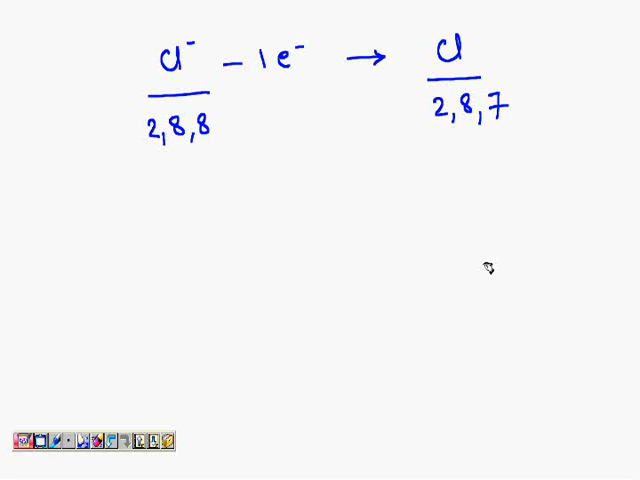 Cl⁻ – 1e⁻ → Cl
2,8,8 2,8,7